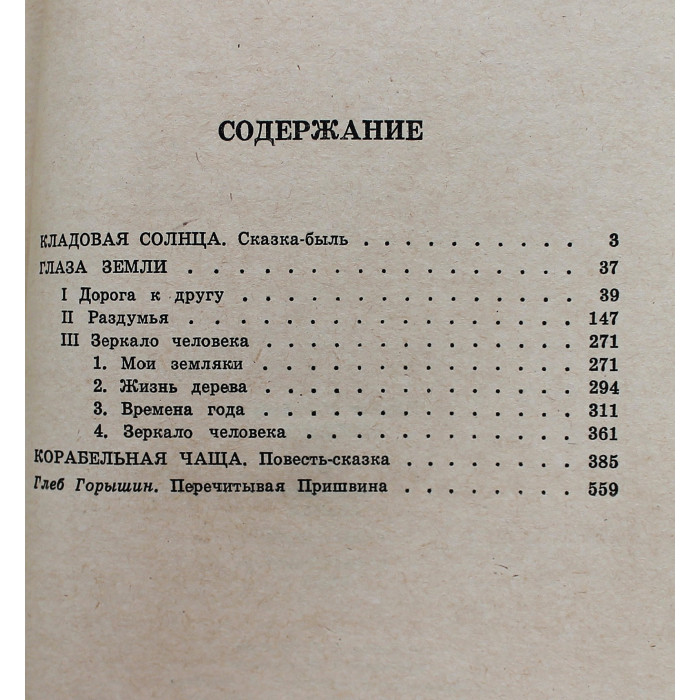 СОДЕРЖАНИЕ
КЛАДОВАЯ СОЛНЦА. Сказка-быль . . . . . . . . . . 3
ГЛАЗА ЗЕМЛИ . . . . . . . . . . . . . . . . 37
I Дорога к другу . . . . . . . . . . . . . . 39
II Раздумья . . . . . . . . . . . . . . . . 147
III Зеркало человека . . . . . . . . . . . . . 271
1. Мои земляки . . . . . . . . . . . . . 271
2. Жизнь дерева . . . . . . . . . . . . . 294
3. Времена года . . . . . . . . . . . . . 311
4. Зеркало человека . . . . . . . . . . . 361
КОРАБЕЛЬНАЯ ЧАЩА. Повесть-сказка . . . . . . . . 385
Глеб Горышин. Перечитывая Пришвина . . . . . . . . 559